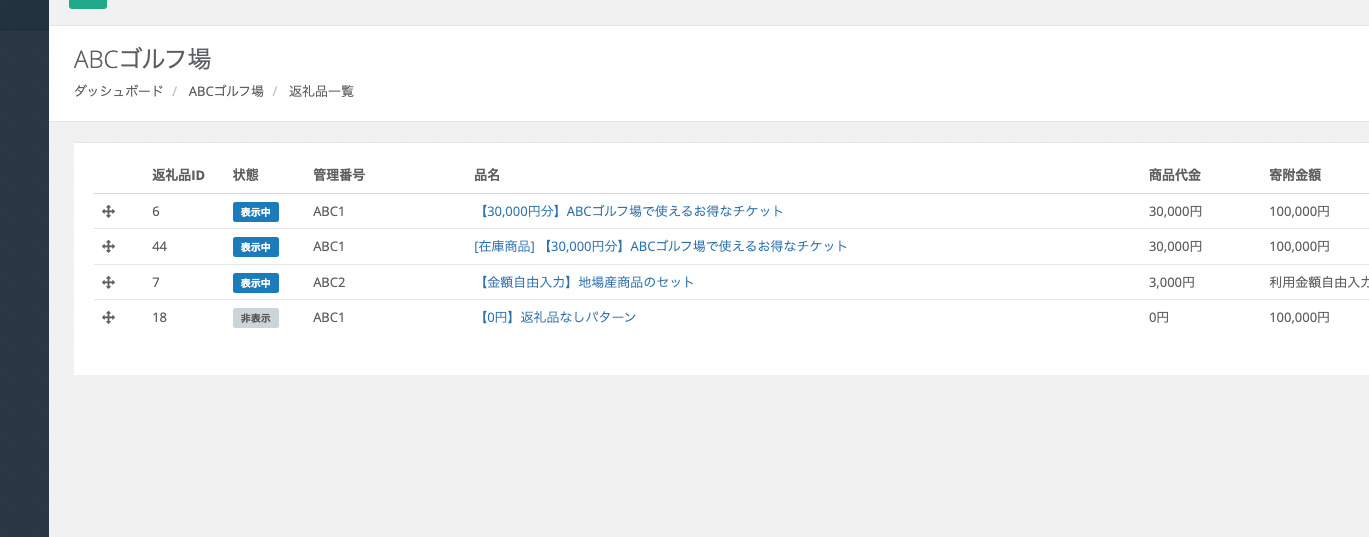 ABCゴルフ場
ダッシュボード / ABCゴルフ場 / 返礼品一覧
返礼品ID 状態 管理番号 品名 商品代金 寄附金額
6 表示中 ABC1 【30,000円分】ABCゴルフ場で使えるお得なチケット 30,000円 100,000円
44 表示中 ABC1 [在庫商品] 【30,000円分】ABCゴルフ場で使えるお得なチケット 30,000円 100,000円
7 表示中 ABC2 【金額自由入力】地場産商品のセット 3,000円 利用金額自由入力
18 非表示 ABC1 【0円】返礼品なしパターン 0円 100,000円